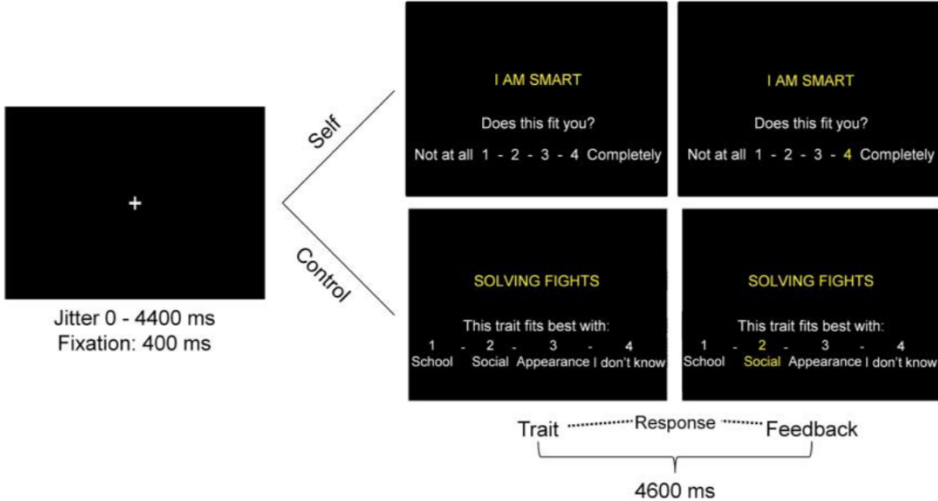 +
Jitter 0 - 4400 ms
Fixation: 400 ms
Self
Control
I AM SMART
Does this fit you?
Not at all 1 - 2 - 3 - 4 Completely
I AM SMART
Does this fit you?
Not at all 1 - 2 - 3 - 4 Completely
SOLVING FIGHTS
This trait fits best with:
1 - 2 - 3 - 4
School Social Appearance I don't know
SOLVING FIGHTS
This trait fits best with:
1 - 2 - 3 - 4
School Social Appearance I don't know
Trait Response Feedback
4600 ms